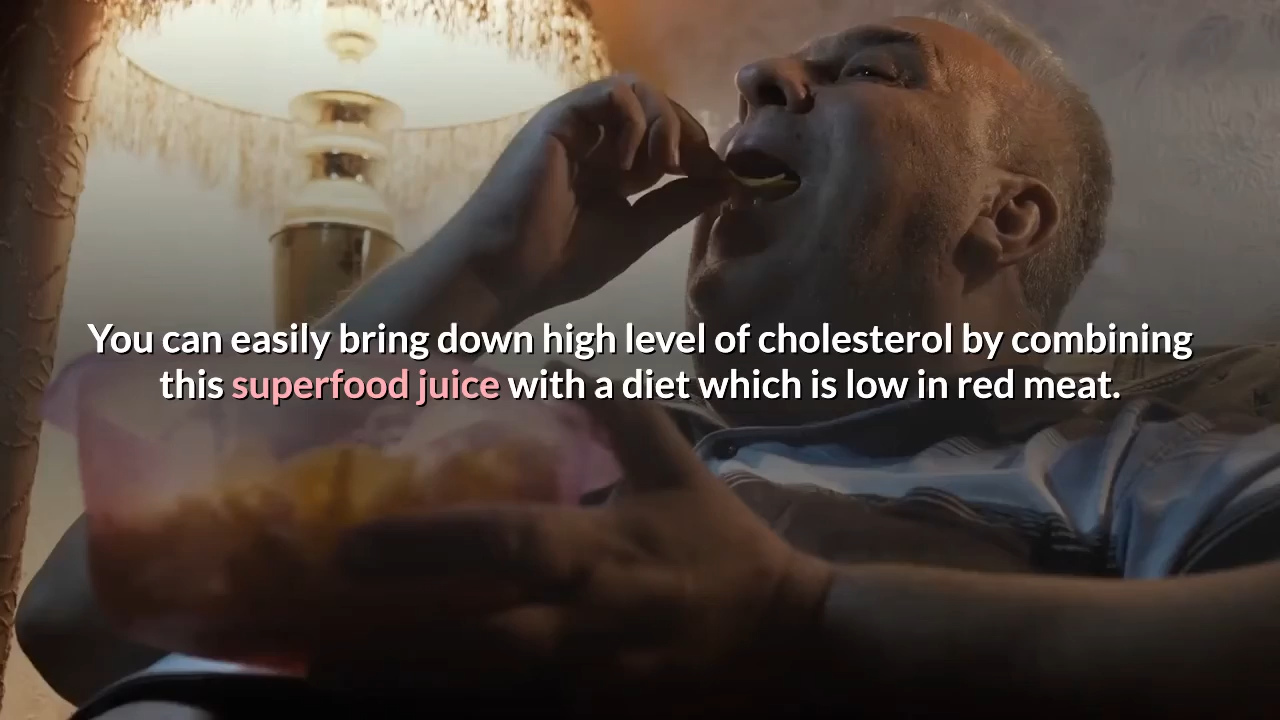 You can easily bring down high level of cholesterol by combining
this superfood juice with a diet which is low in red meat.